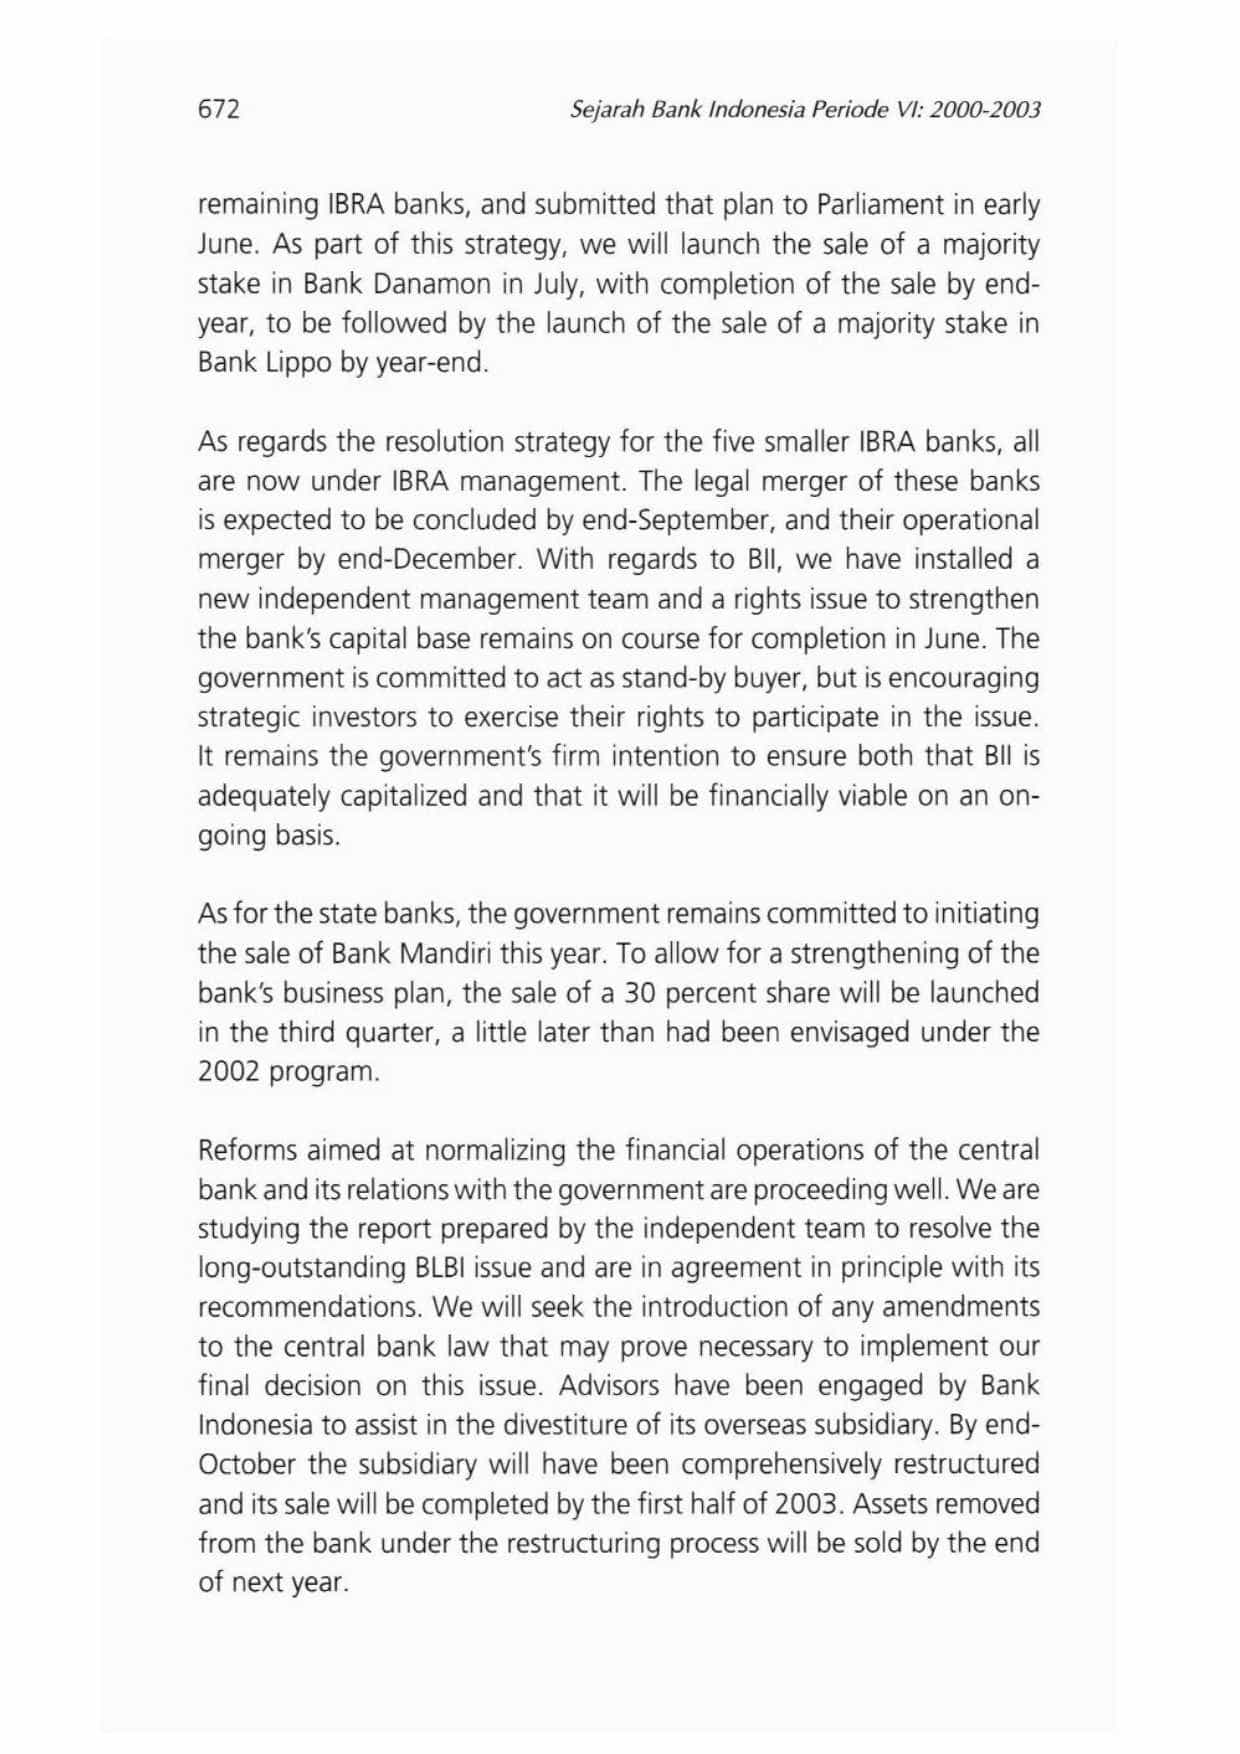 672
Sejarah Bank Indonesia Periode VI: 2000-2003
remaining IBRA banks, and submitted that plan to Parliament in early
June. As part of this strategy, we will launch the sale of a majority
stake in Bank Danamon in July, with completion of the sale by end-
year, to be followed by the launch of the sale of a majority stake in
Bank Lippo by year-end.
As regards the resolution strategy for the five smaller IBRA banks, all
are now under IBRA management. The legal merger of these banks
is expected to be concluded by end-September, and their operational
merger by end-December. With regards to BII, we have installed a
new independent management team and a rights issue to strengthen
the bank's capital base remains on course for completion in June. The
government is committed to act as stand-by buyer, but is encouraging
strategic investors to exercise their rights to participate in the issue.
It remains the government's firm intention to ensure both that BII is
adequately capitalized and that it will be financially viable on an on-
going basis.
As for the state banks, the government remains committed to initiating
the sale of Bank Mandiri this year. To allow for a strengthening of the
bank's business plan, the sale of a 30 percent share will be launched
in the third quarter, a little later than had been envisaged under the
2002 program.
Reforms aimed at normalizing the financial operations of the central
bank and its relations with the government are proceeding well. We are
studying the report prepared by the independent team to resolve the
long-outstanding BLBI issue and are in agreement in principle with its
recommendations. We will seek the introduction of any amendments
to the central bank law that may prove necessary to implement our
final decision on this issue. Advisors have been engaged by Bank
Indonesia to assist in the divestiture of its overseas subsidiary. By end-
October the subsidiary will have been comprehensively restructured
and its sale will be completed by the first half of 2003. Assets removed
from the bank under the restructuring process will be sold by the end
of next year.